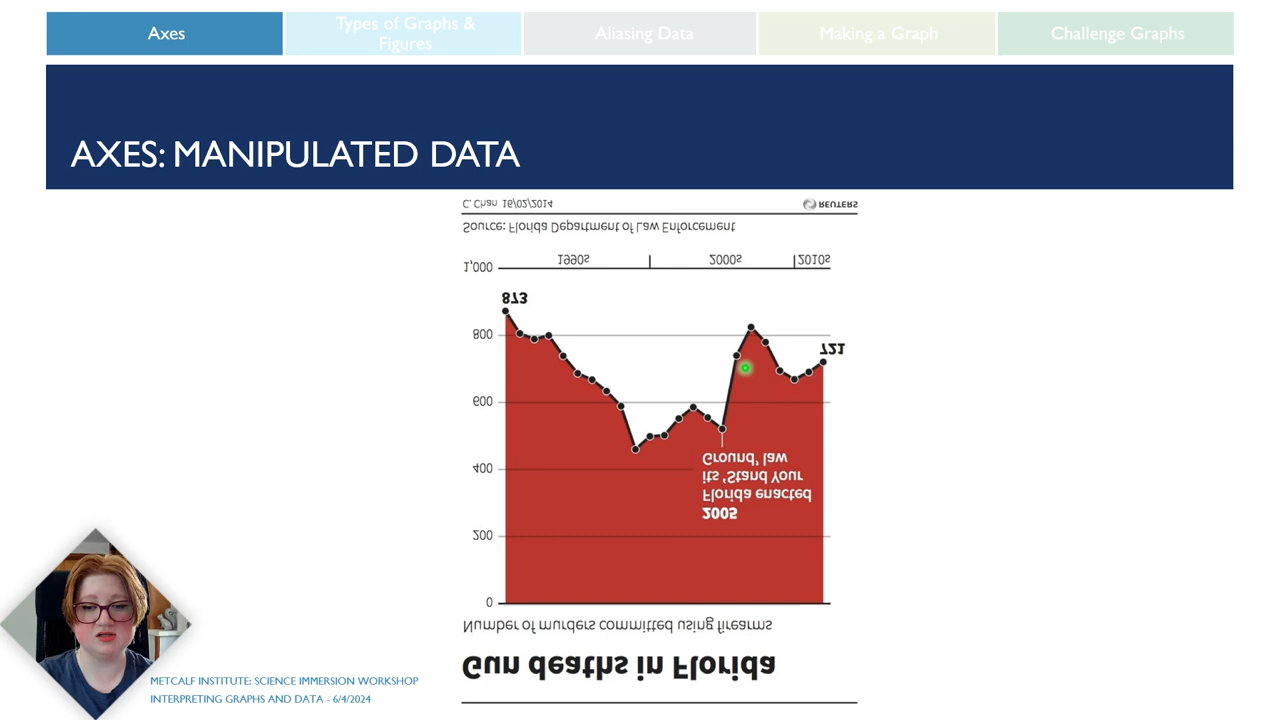 Axes
Types of Graphs &
Figures
Aliasing Data
Making a Graph
Challenge Graphs
AXES: MANIPULATED DATA
C. Chan 16/02/2014
REUTERS
Source: Florida Department of Law Enforcement
1990s 2000s 2010s
1,000
873
800
721
600
400
Ground' law
its 'Stand Your
Florida enacted
2005
200
0
Number of murders committed using firearms
Gun deaths in Florida
METCALF INSTITUTE: SCIENCE IMMERSION WORKSHOP
INTERPRETING GRAPHS AND DATA - 6/4/2024